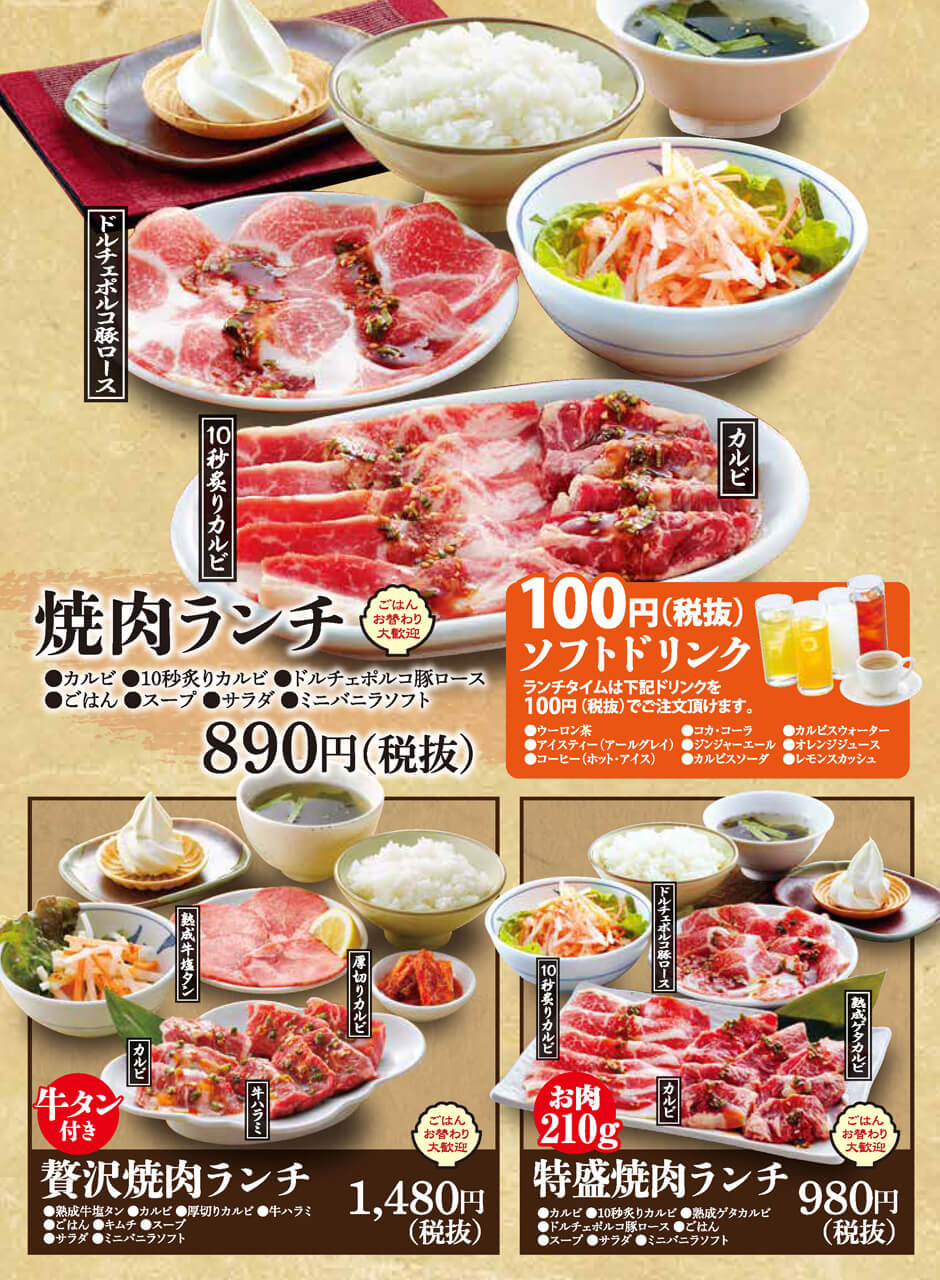 ドルチェポルコ豚ロース
10秒炙りカルビ
カルビ
焼肉ランチ
ごはん
お替わり
大歓迎
●カルビ ●10秒炙りカルビ ●ドルチェポルコ豚ロース
●ごはん ●スープ ●サラダ ●ミニバニラソフト
890円(税抜)
100円(税抜)
ソフトドリンク
ランチタイムは下記ドリンクを
100円(税抜)でご注文頂けます。
●ウーロン茶 ●コカ・コーラ ●カルピスウォーター
●アイスティー(アールグレイ) ●ジンジャーエール ●オレンジジュース
●コーヒー(ホット・アイス) ●カルピスソーダ ●レモンスカッシュ
熟成牛塩タン
厚切りカルビ
カルビ
牛ハラミ
牛タン
付き
ごはん
お替わり
大歓迎
贅沢焼肉ランチ
●熟成牛塩タン ●カルビ ●厚切りカルビ ●牛ハラミ
●ごはん ●キムチ ●スープ
●サラダ ●ミニバニラソフト
1,480円
(税抜)
ドルチェポルコ豚ロース
10秒炙りカルビ
熟成ゲタカルビ
カルビ
お肉
210g
ごはん
お替わり
大歓迎
特盛焼肉ランチ
●カルビ ●10秒炙りカルビ ●熟成ゲタカルビ
●ドルチェポルコ豚ロース ●ごはん
●スープ ●サラダ ●ミニバニラソフト
980円
(税抜)